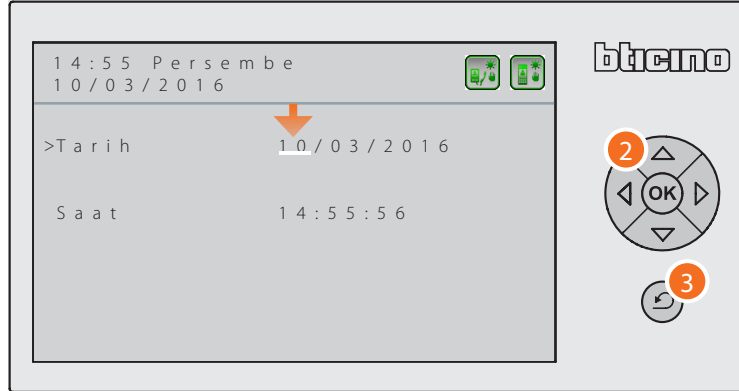 14:55 Persembe
10/03/2016
bticino
>Tarih 10/03/2016
Saat 14:55:56
2
OK
3